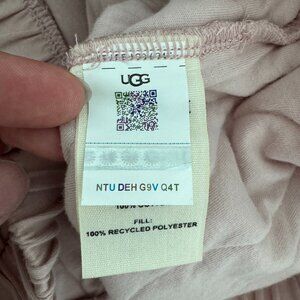 UGG
NTU DEH G9V Q4T
FILL:
100% RECYCLED POLYESTER